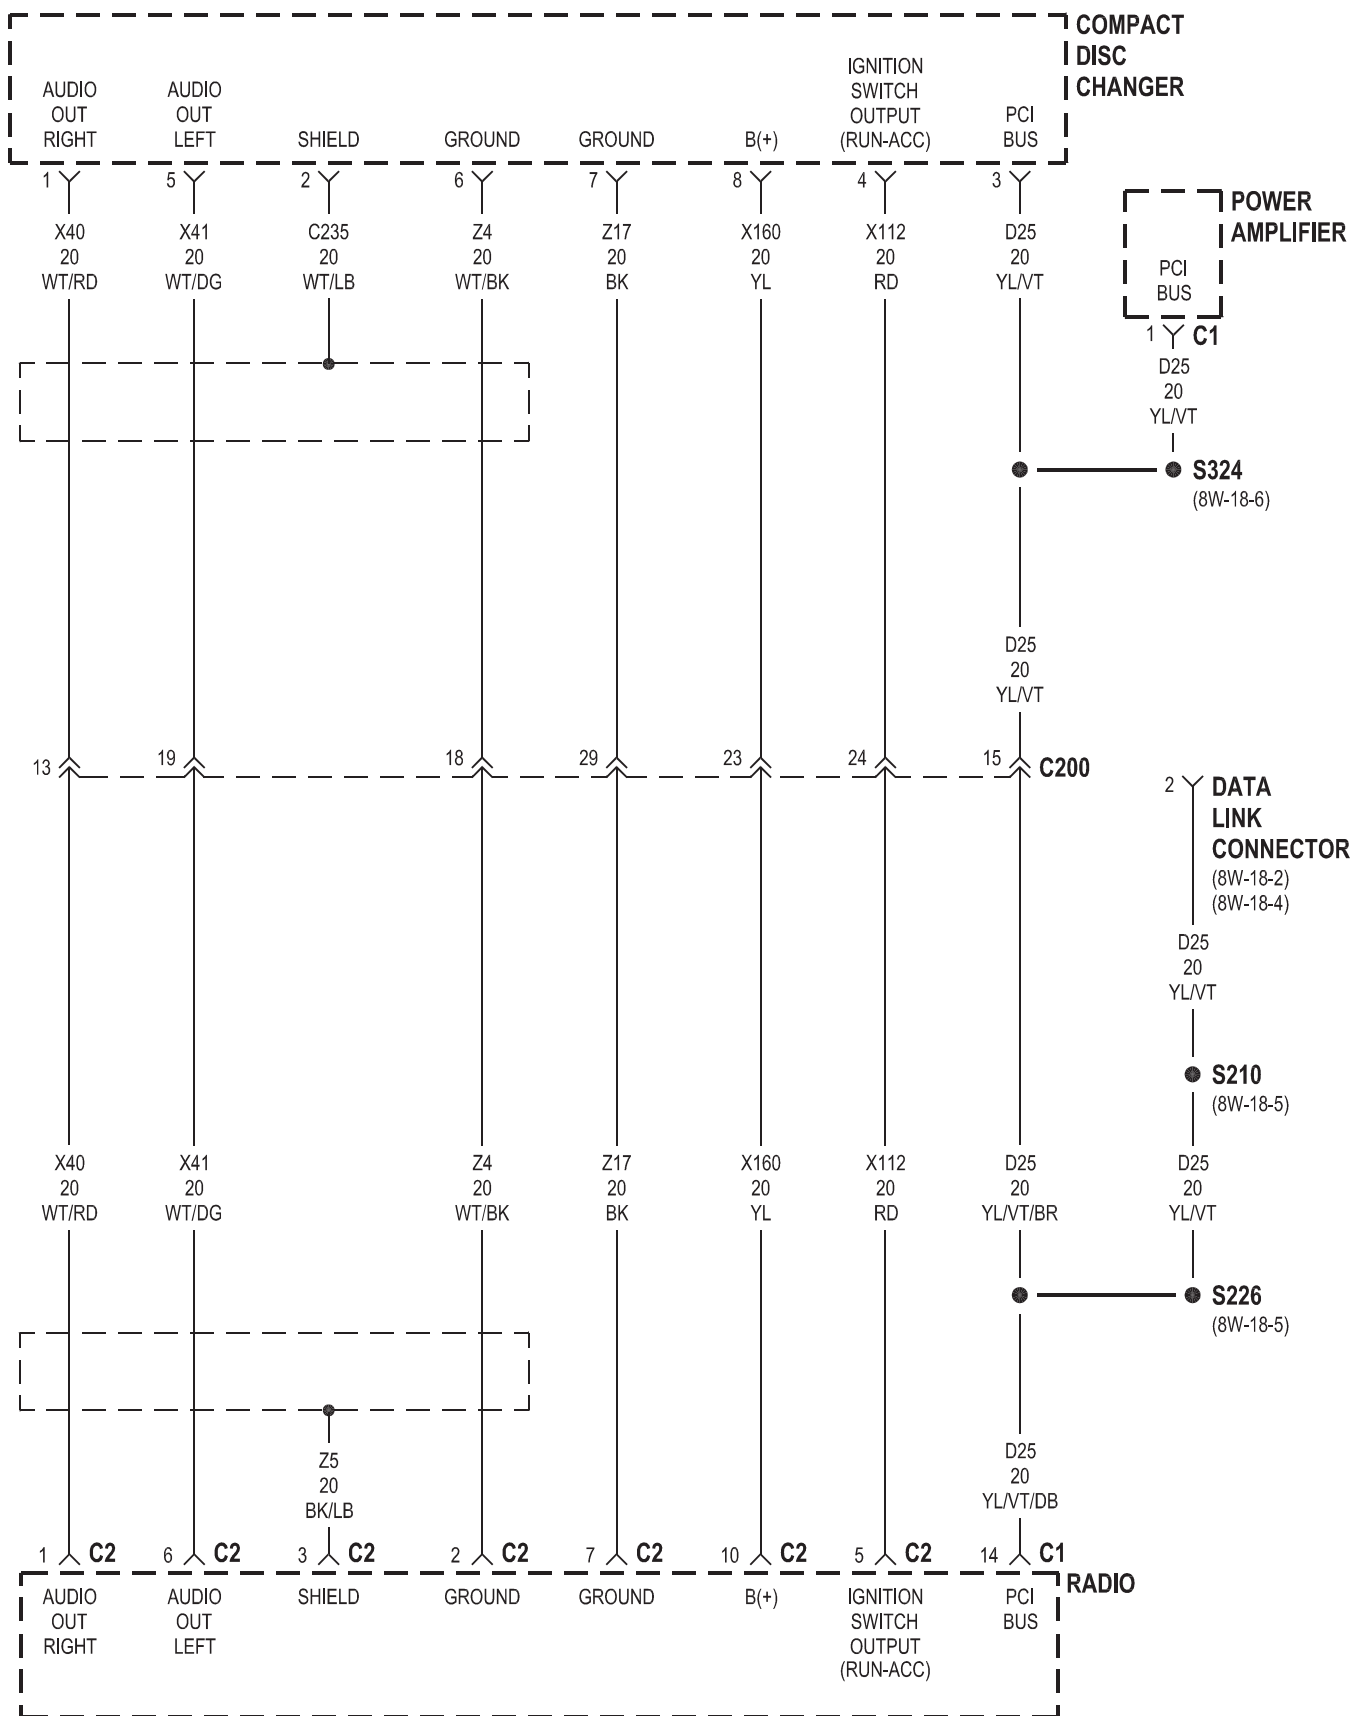 COMPACT
DISC
CHANGER
AUDIO
OUT
RIGHT
AUDIO
OUT
LEFT
SHIELD
GROUND
GROUND
B(+)
IGNITION
SWITCH
OUTPUT
(RUN-ACC)
PCI
BUS
1 5 2 6 7 8 4 3
X40 X41 C235 Z4 Z17 X160 X112 D25
20 20 20 20 20 20 20 20
WT/RD WT/DG WT/LB WT/BK BK YL RD YL/VT
POWER
AMPLIFIER
PCI
BUS
1 C1
D25
20
YL/VT
S324
(8W-18-6)
D25
20
YL/VT
13 19 18 29 23 24 15 C200
2 DATA
LINK
CONNECTOR
(8W-18-2)
(8W-18-4)
D25
20
YL/VT
S210
(8W-18-5)
X40 X41 Z4 Z17 X160 X112 D25 D25
20 20 20 20 20 20 20 20
WT/RD WT/DG WT/BK BK YL RD YL/VT/BR YL/VT
S226
(8W-18-5)
Z5
20
BK/LB
D25
20
YL/VT/DB
1 C2 6 C2 3 C2 2 C2 7 C2 10 C2 5 C2 14 C1
RADIO
AUDIO
OUT
RIGHT
AUDIO
OUT
LEFT
SHIELD
GROUND
GROUND
B(+)
IGNITION
SWITCH
OUTPUT
(RUN-ACC)
PCI
BUS